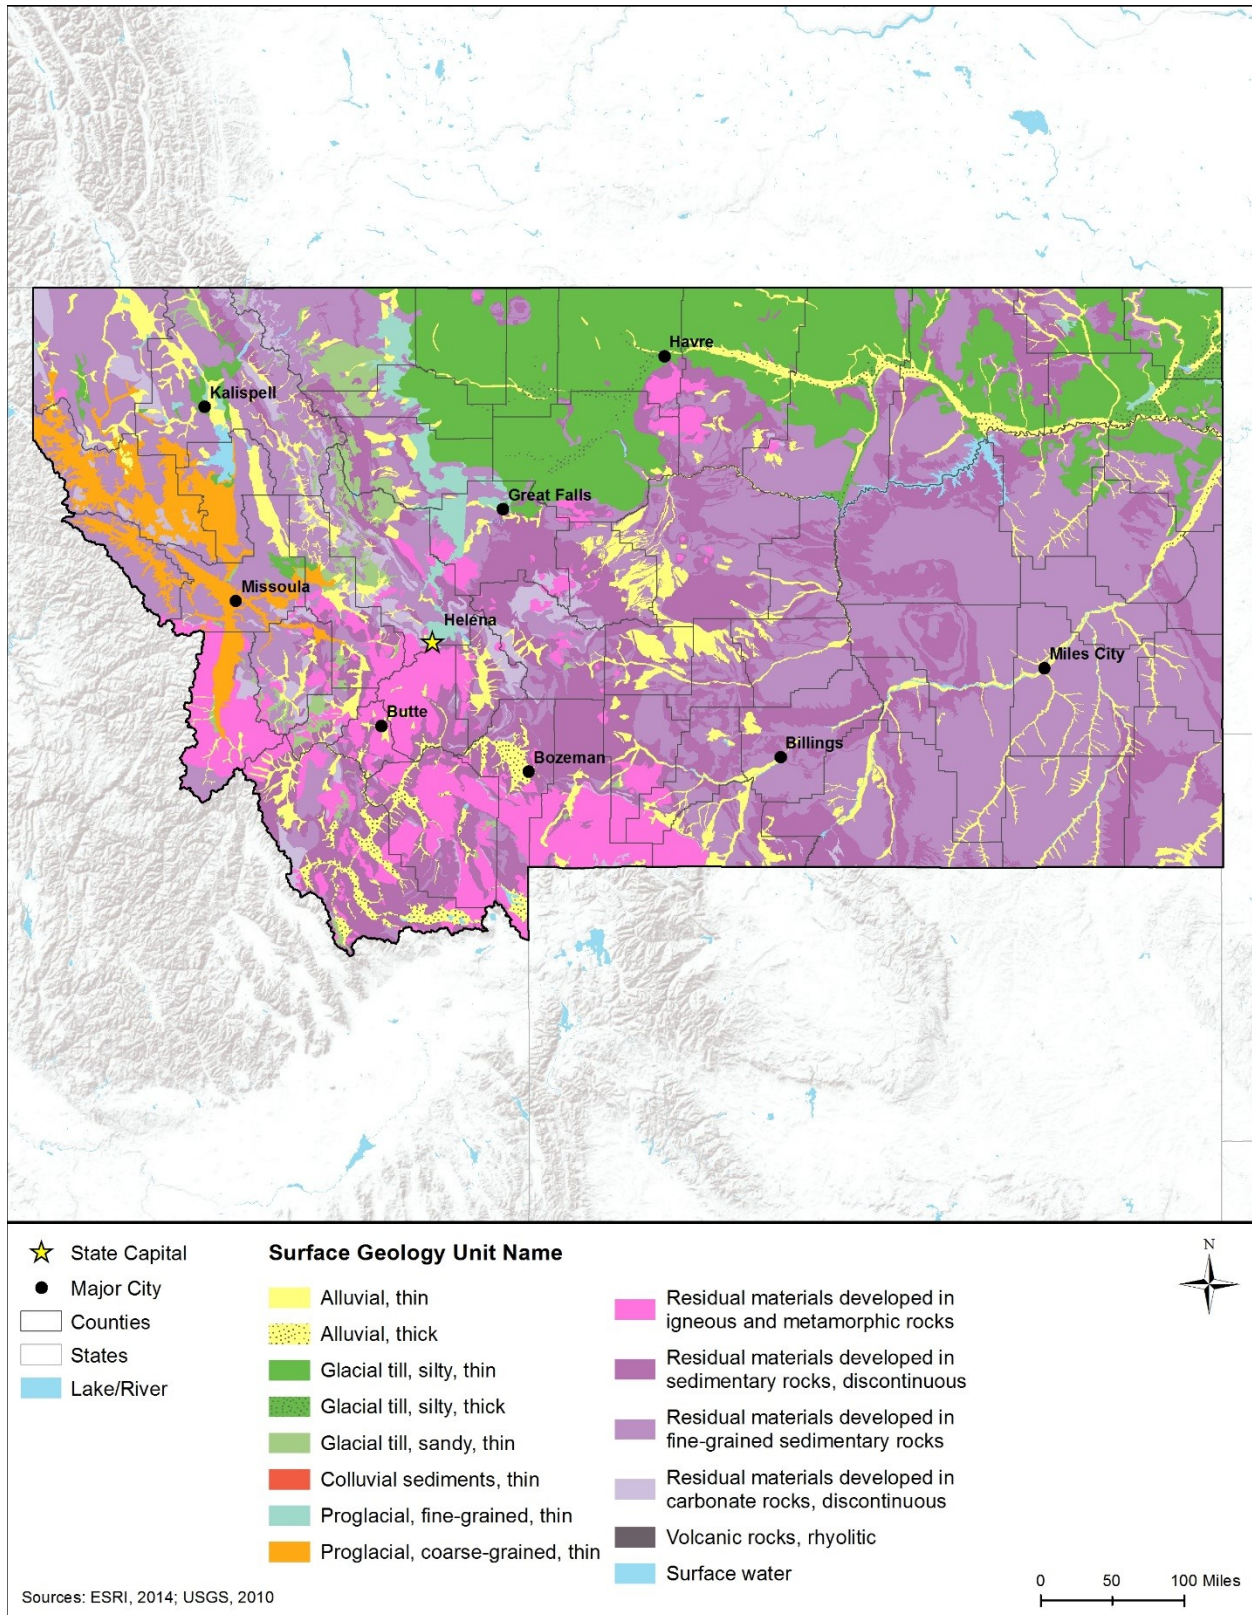 Havre
Kalispell
Great Falls
Missoula
Helena
Miles City
Butte
Billings
Bozeman
State Capital
Major City
Counties
States
Lake/River
Surface Geology Unit Name
Alluvial, thin
Alluvial, thick
Glacial till, silty, thin
Glacial till, silty, thick
Glacial till, sandy, thin
Colluvial sediments, thin
Proglacial, fine-grained, thin
Proglacial, coarse-grained, thin
Residual materials developed in
igneous and metamorphic rocks
Residual materials developed in
sedimentary rocks, discontinuous
Residual materials developed in
fine-grained sedimentary rocks
Residual materials developed in
carbonate rocks, discontinuous
Volcanic rocks, rhyolitic
Surface water
N
0 50 100 Miles
Sources: ESRI, 2014; USGS, 2010